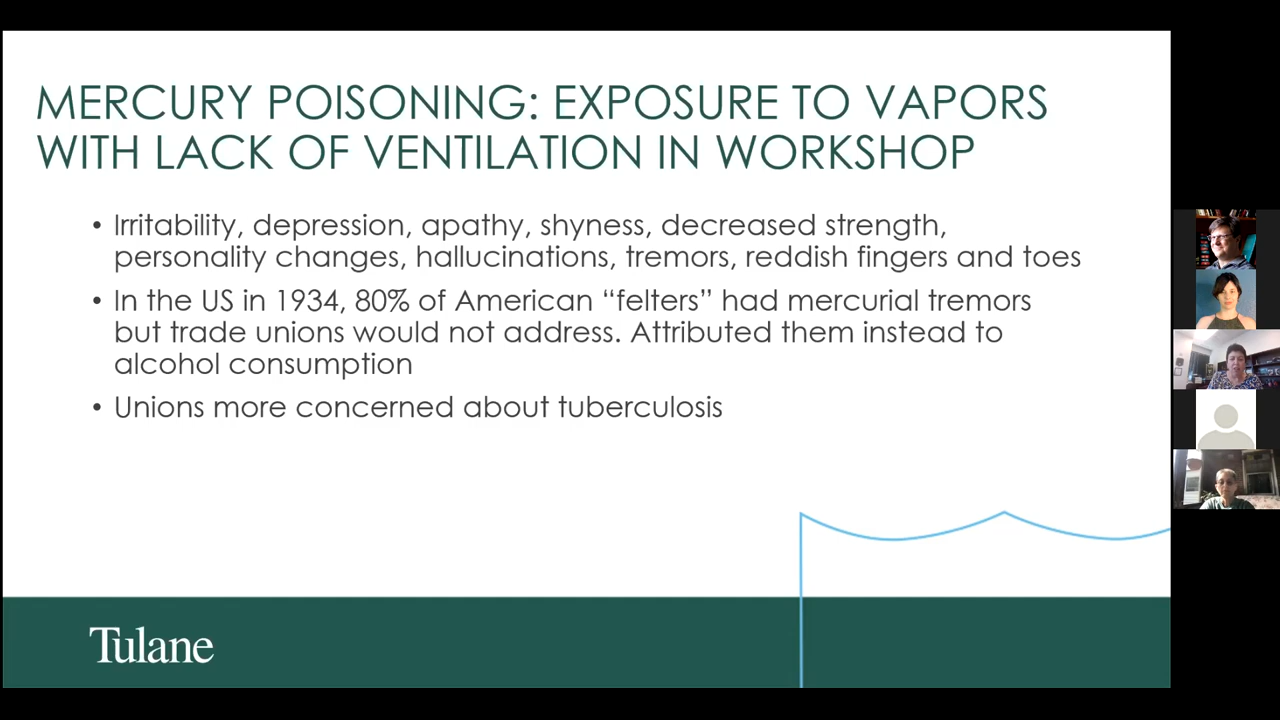 MERCURY POISONING: EXPOSURE TO VAPORS
WITH LACK OF VENTILATION IN WORKSHOP
• Irritability, depression, apathy, shyness, decreased strength,
personality changes, hallucinations, tremors, reddish fingers and toes
• In the US in 1934, 80% of American “felters” had mercurial tremors
but trade unions would not address. Attributed them instead to
alcohol consumption
• Unions more concerned about tuberculosis
Tulane